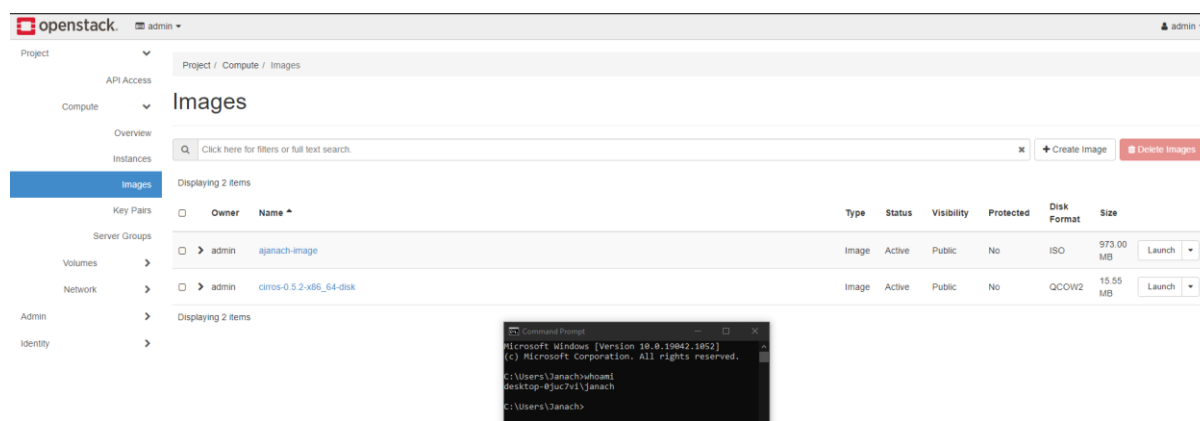 openstack. admin admin
Project
API Access
Compute
Overview
Instances
Images
Key Pairs
Server Groups
Volumes
Network
Admin
Identity
Project / Compute / Images
Images
Click here for filters or full text search. + Create Image Delete Images
Displaying 2 items
Owner Name Type Status Visibility Protected Disk Format Size
admin ajanach-image Image Active Public No ISO 973.00 MB Launch
admin cirros-0.5.2-x86_64-disk Image Active Public No QCOW2 15.55 MB Launch
Displaying 2 items
Command Prompt
Microsoft Windows [Version 10.0.19042.1052]
(c) Microsoft Corporation. All rights reserved.
C:\Users\Janach>whoami
desktop-0juc7vi\janach
C:\Users\Janach>